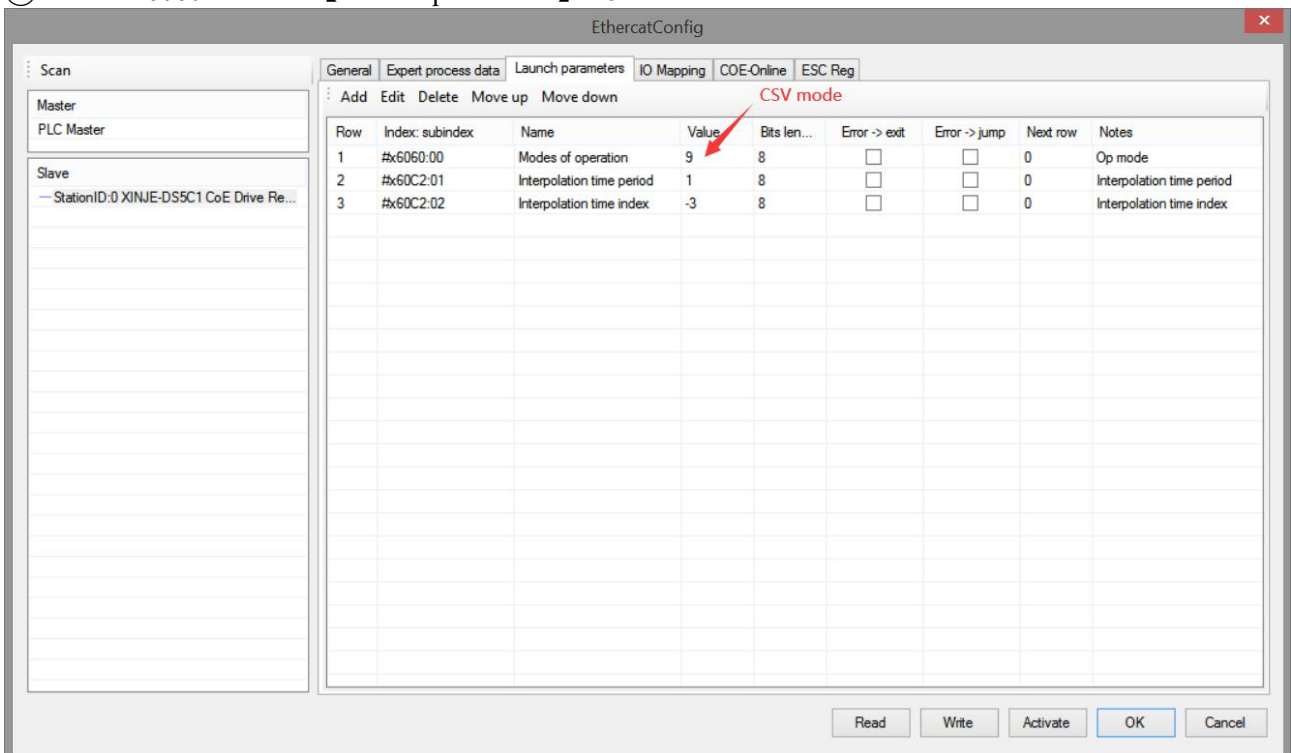 EthercatConfig
Scan
Master
PLC Master
Slave
StationID:0 XINJE-DS5C1 CoE Drive Re...
General Expert process data Launch parameters IO Mapping COE-Online ESC Reg
Add Edit Delete Move up Move down
CSV mode
Row Index: subindex Name Value Bits len... Error -> exit Error -> jump Next row Notes
1 #x6060:00 Modes of operation 9 8 0 Op mode
2 #x60C2:01 Interpolation time period 1 8 0 Interpolation time period
3 #x60C2:02 Interpolation time index -3 8 0 Interpolation time index
Read Write Activate OK Cancel